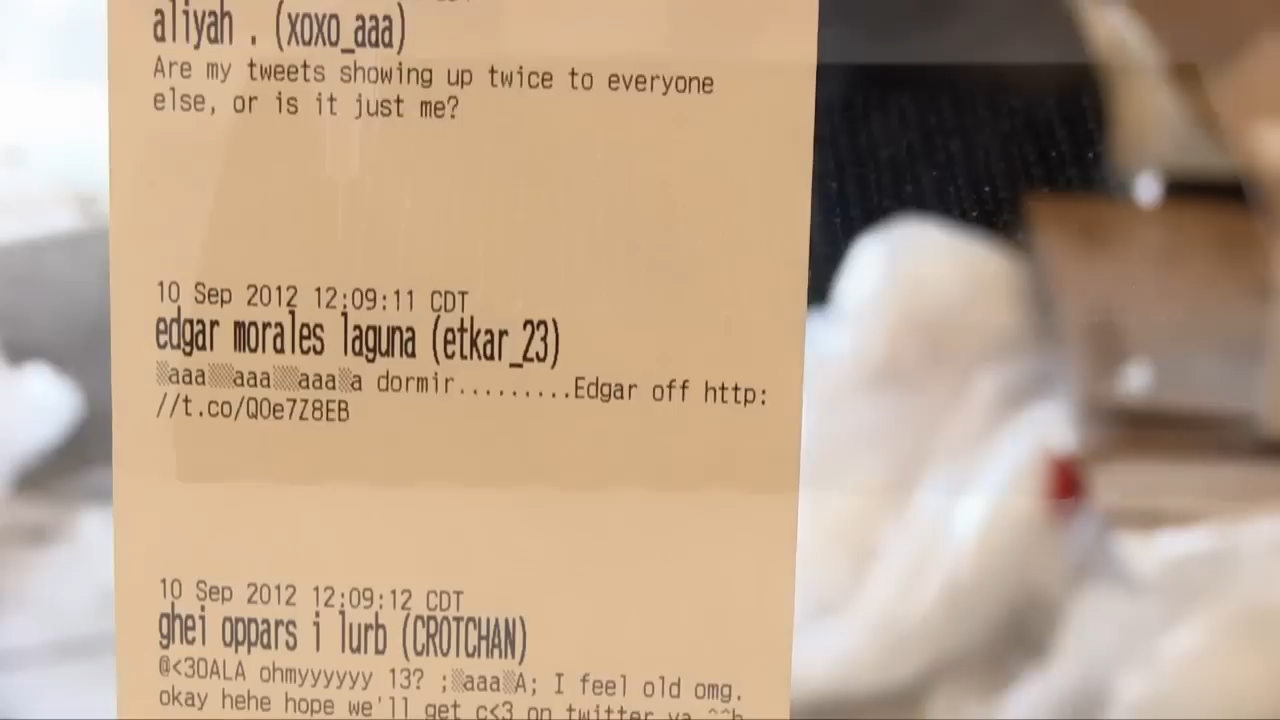 aliyah . (xoxo_aaa)
Are my tweets showing up twice to everyone
else, or is it just me?
10 Sep 2012 12:09:11 CDT
edgar morales laguna (etkar_23)
▒aaa▒▒aaa▒▒aaa▒a dormir.........Edgar off http:
//t.co/QOe7Z8EB
10 Sep 2012 12:09:12 CDT
ghei oppars i lurb (CROTCHAN)
@<3OALA ohmyyyyyy 13? ;▒aaa▒A; I feel old omg.
okay hehe hope we'll get c<3 on twitter ya ^^b